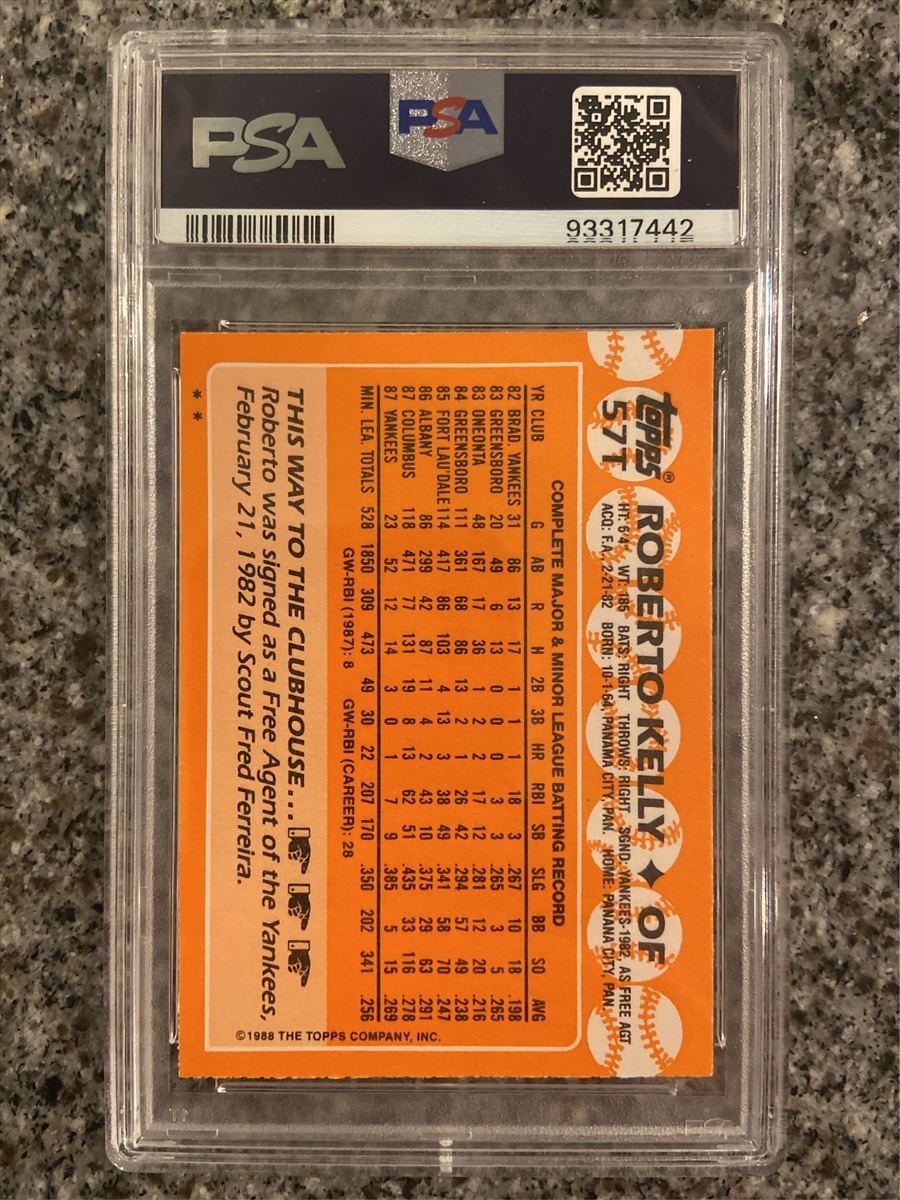 PSA
PSA
93317442
Topps®
571
ROBERTO KELLY ✦ OF
HT: 6'4" WT: 185 BATS: RIGHT THROWS: RIGHT SGND: YANKEES-1982, AS FREE AGT
ACQ: F.A., 2-21-82 BORN: 10-1-64, PANAMA CITY, PAN. HOME: PANANA CITY, PAN.
COMPLETE MAJOR & MINOR LEAGUE BATTING RECORD
YR CLUB G AB R H 2B 3B HR RBI SB SLG BB SO AVG
82 BRAD. YANKEES 31 86 13 17 1 1 1 18 3 .267 10 18 .198
83 GREENSBORO 20 49 6 13 0 0 0 3 3 .265 3 5 .265
83 ONEONTA 48 167 17 36 1 2 2 17 12 .281 12 20 .216
84 GREENSBORO 111 361 68 86 13 2 1 26 42 .294 57 49 .238
85 FORT LAU'DALE 114 417 86 103 4 13 3 38 49 .341 58 70 .247
86 ALBANY 86 299 42 87 11 4 2 43 10 .375 29 63 .291
87 COLUMBUS 118 471 77 131 19 8 13 62 51 .435 33 116 .278
87 YANKEES 23 52 12 14 3 0 1 7 9 .385 5 15 .269
MIN. LEA. TOTALS 528 1850 309 473 49 30 22 207 170 .350 202 341 .256
GW-RBI (1987): 8 GW-RBI (CAREER): 28
THIS WAY TO THE CLUBHOUSE...
Roberto was signed as a Free Agent of the Yankees,
February 21, 1982 by Scout Fred Ferreira.
* *
©1988 THE TOPPS COMPANY, INC.